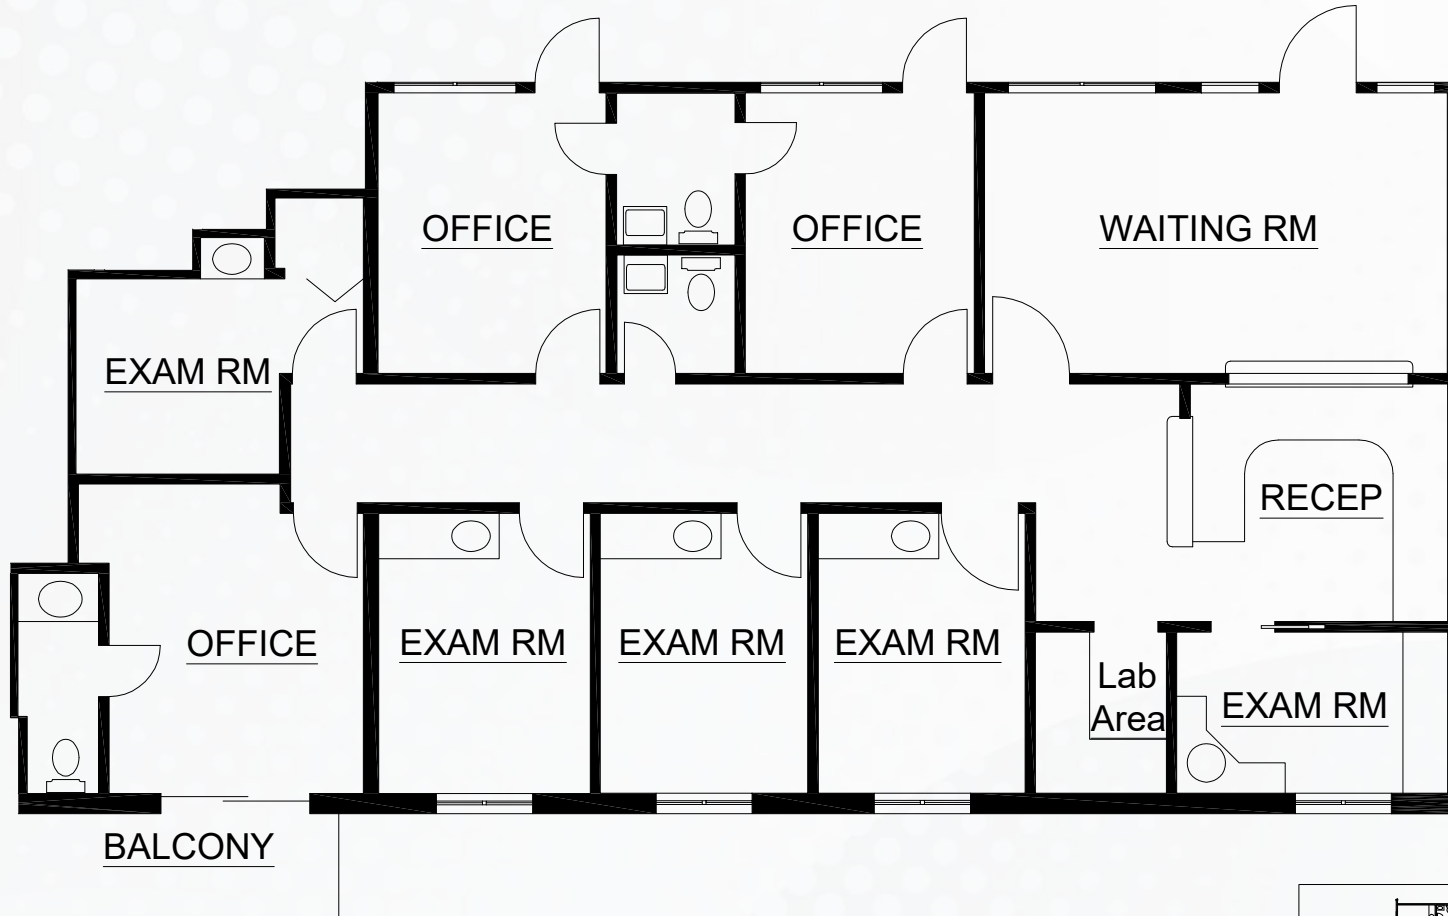 OFFICE
OFFICE
WAITING RM
EXAM RM
RECEP
OFFICE
EXAM RM
EXAM RM
EXAM RM
Lab
Area
EXAM RM
BALCONY